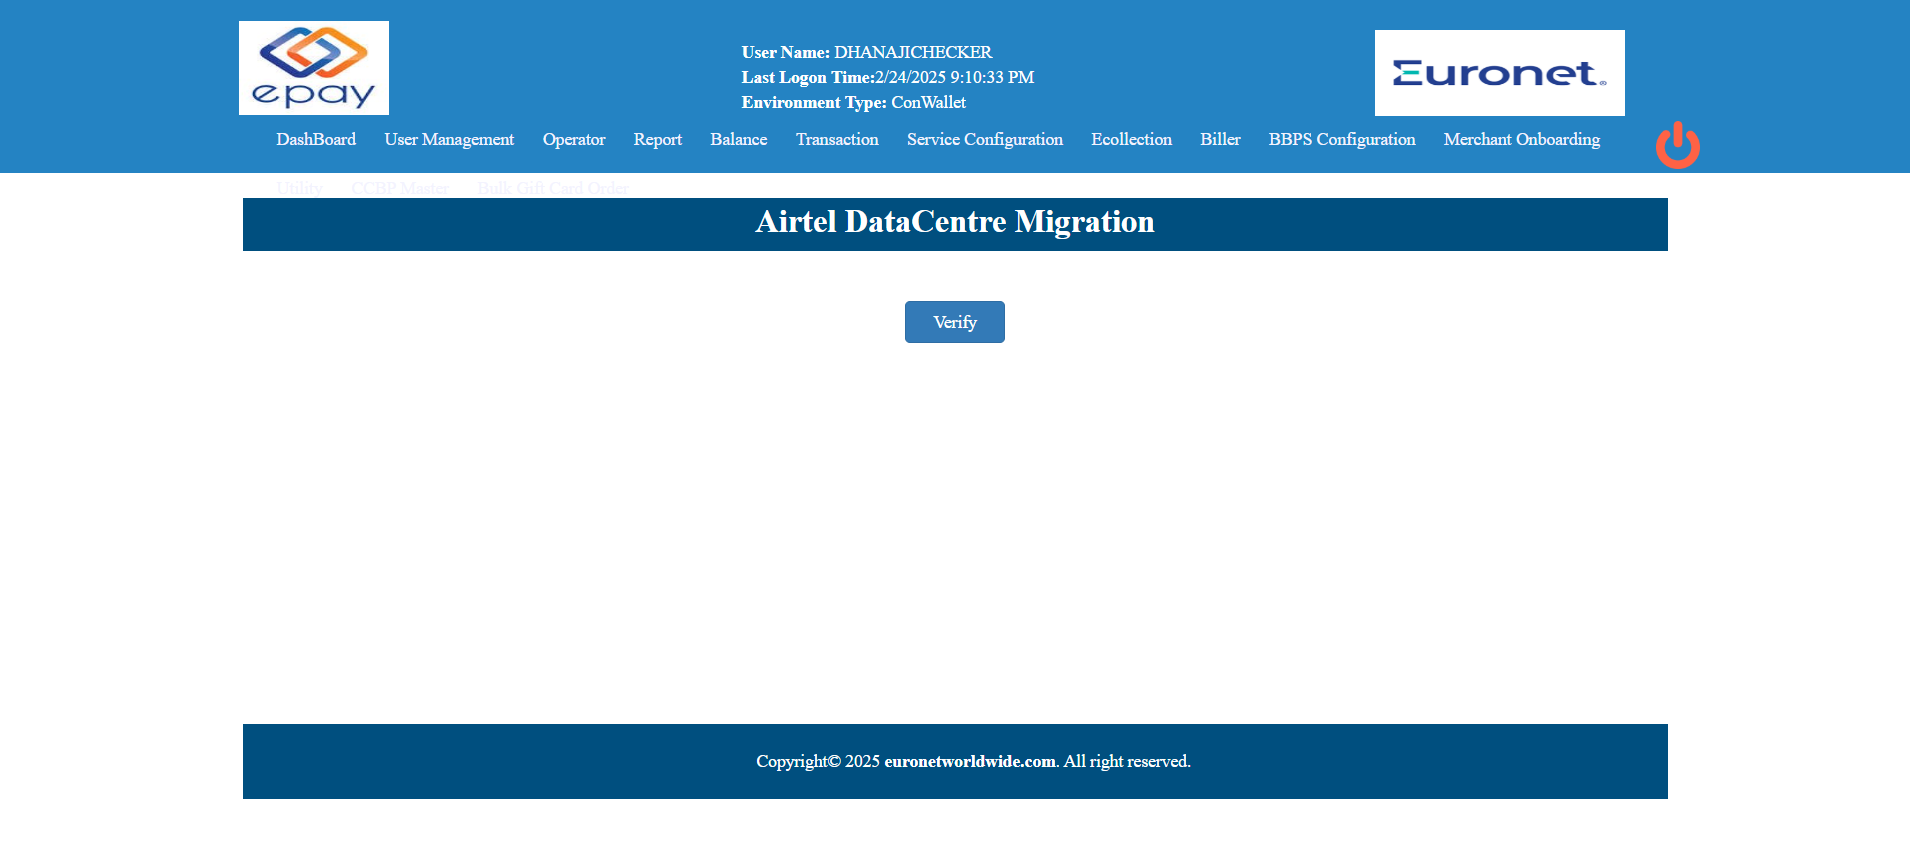 epay
User Name: DHANAJICHECKER
Last Logon Time:2/24/2025 9:10:33 PM
Environment Type: ConWallet
Euronet®
DashBoard User Management Operator Report Balance Transaction Service Configuration Ecollection Biller BBPS Configuration Merchant Onboarding
Utility CCBP Master Bulk Gift Card Order
Airtel DataCentre Migration
Verify
Copyright© 2025 euronetworldwide.com. All right reserved.